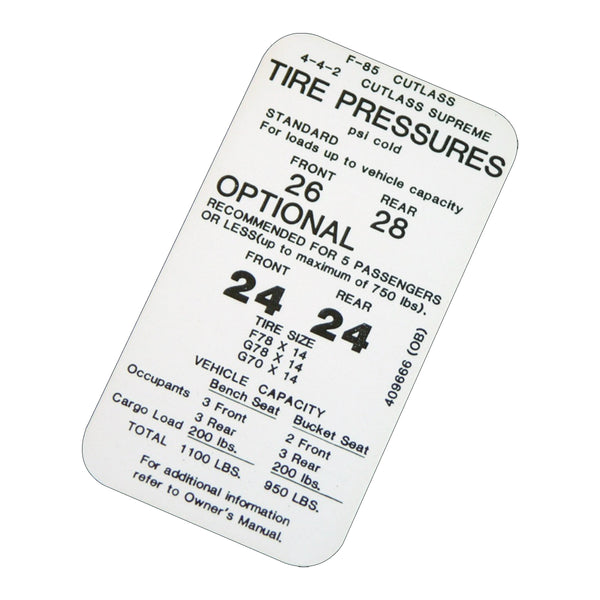 F-85 CUTLASS
4-4-2 CUTLASS SUPREME
TIRE PRESSURES
psi cold
STANDARD
For loads up to vehicle capacity
FRONT REAR
26 28
OPTIONAL
RECOMMENDED FOR 5 PASSENGERS
OR LESS(up to maximum of 750 lbs).
FRONT REAR
24 24
TIRE SIZE
F78 X 14
G78 X 14
G70 X 14
409666 (OB)
VEHICLE CAPACITY
Bench Seat Bucket Seat
Occupants 3 Front 2 Front
3 Rear 3 Rear
Cargo Load 200 lbs. 200 lbs.
TOTAL 1100 LBS. 950 LBS.
For additional information
refer to Owner's Manual.